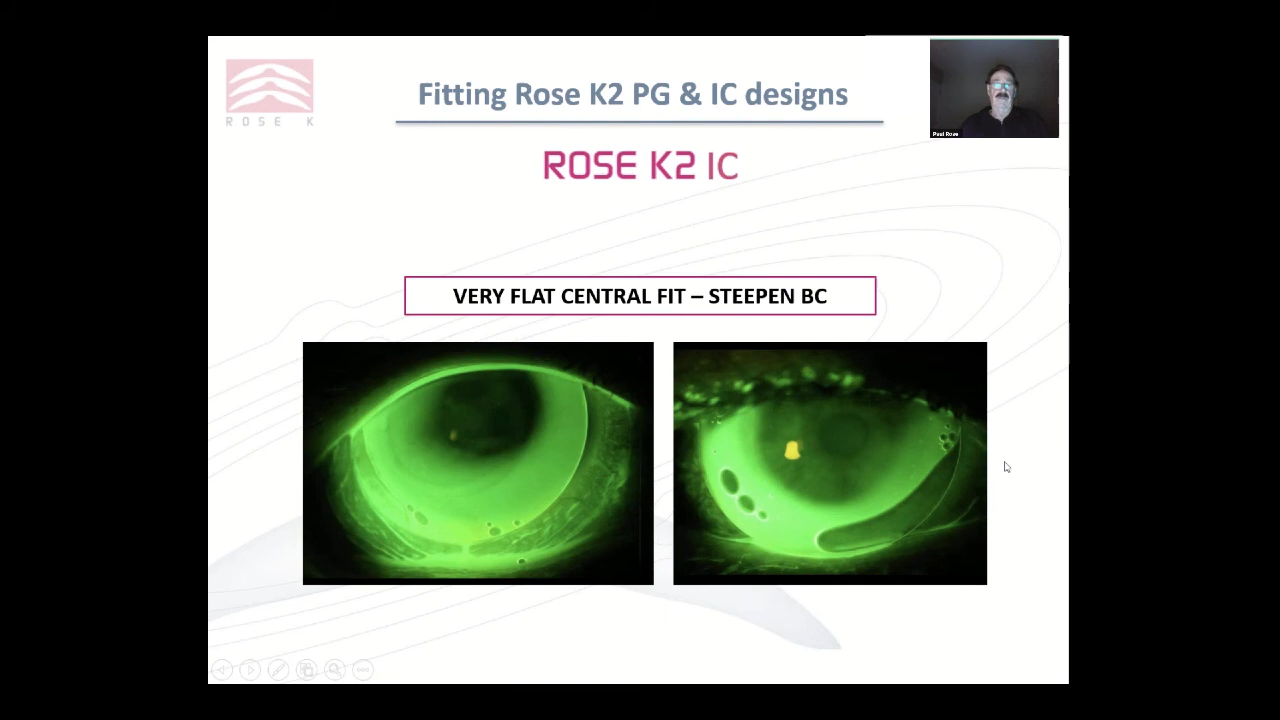 Fitting Rose K2 PG & IC designs
ROSE K
Paul Rose
ROSE K2 IC
VERY FLAT CENTRAL FIT – STEEPEN BC